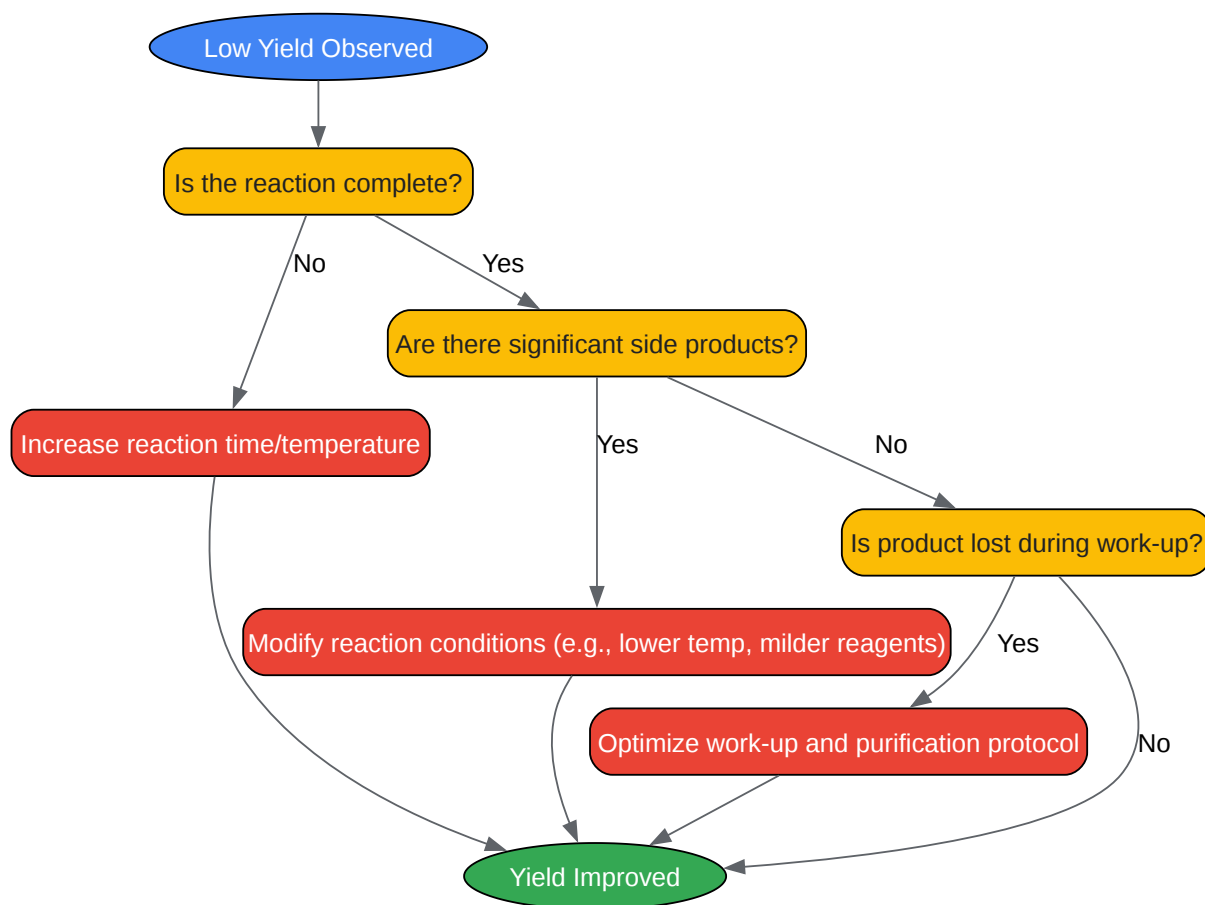 Low Yield Observed
Is the reaction complete?
No
Yes
Are there significant side products?
Increase reaction time/temperature
Yes
No
Is product lost during work-up?
Modify reaction conditions (e.g., lower temp, milder reagents)
Yes
Optimize work-up and purification protocol
No
Yield Improved